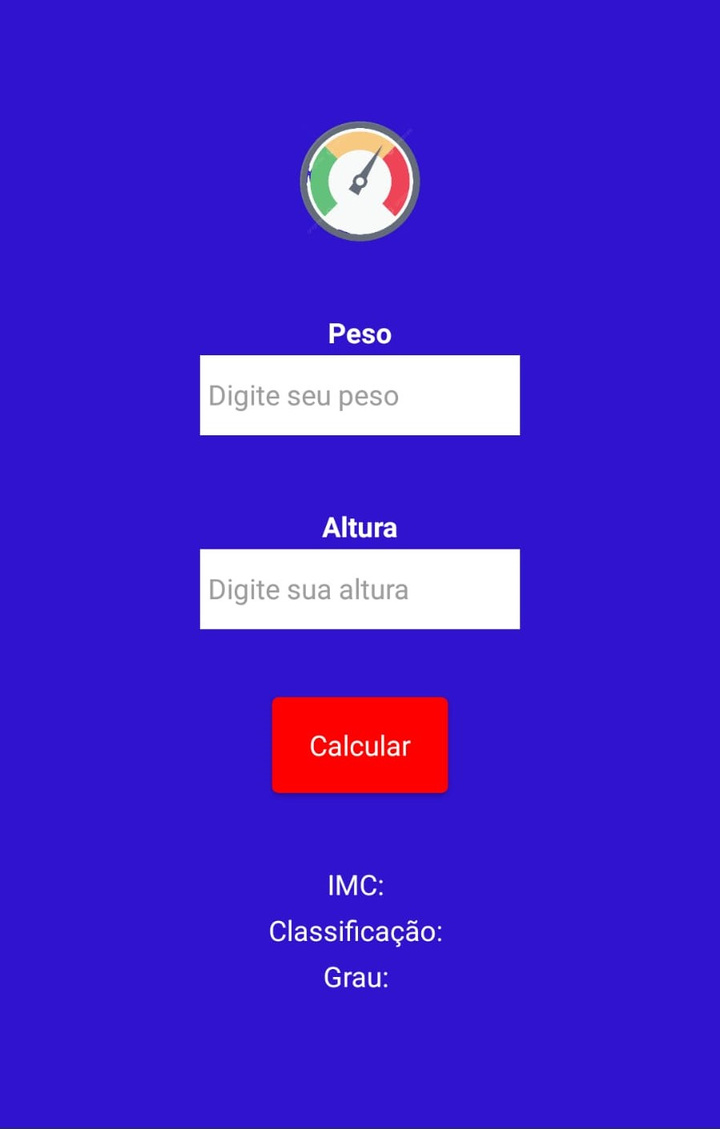 Peso
Digite seu peso
Altura
Digite sua altura
Calcular
IMC:
Classificação:
Grau: